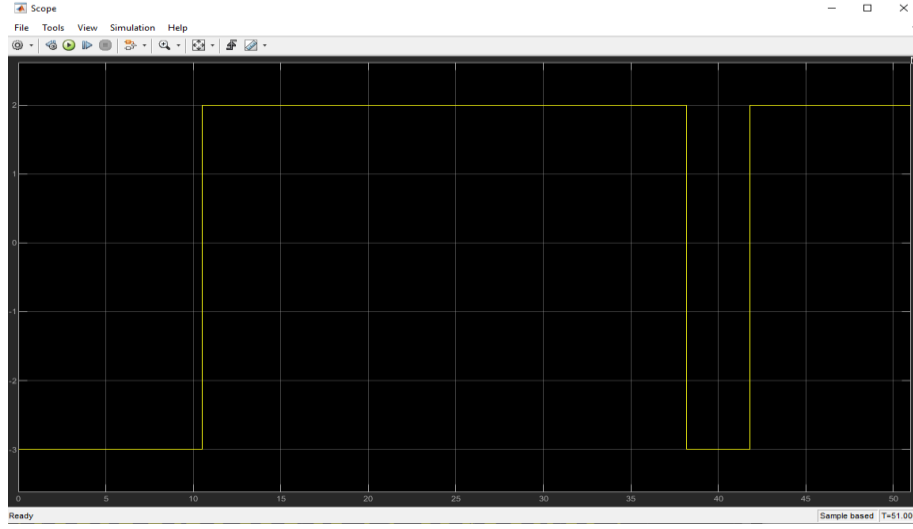 Scope
File Tools View Simulation Help
2
1
0
-1
-2
-3
0 5 10 15 20 25 30 35 40 45 50
Ready
Sample based T=51.00